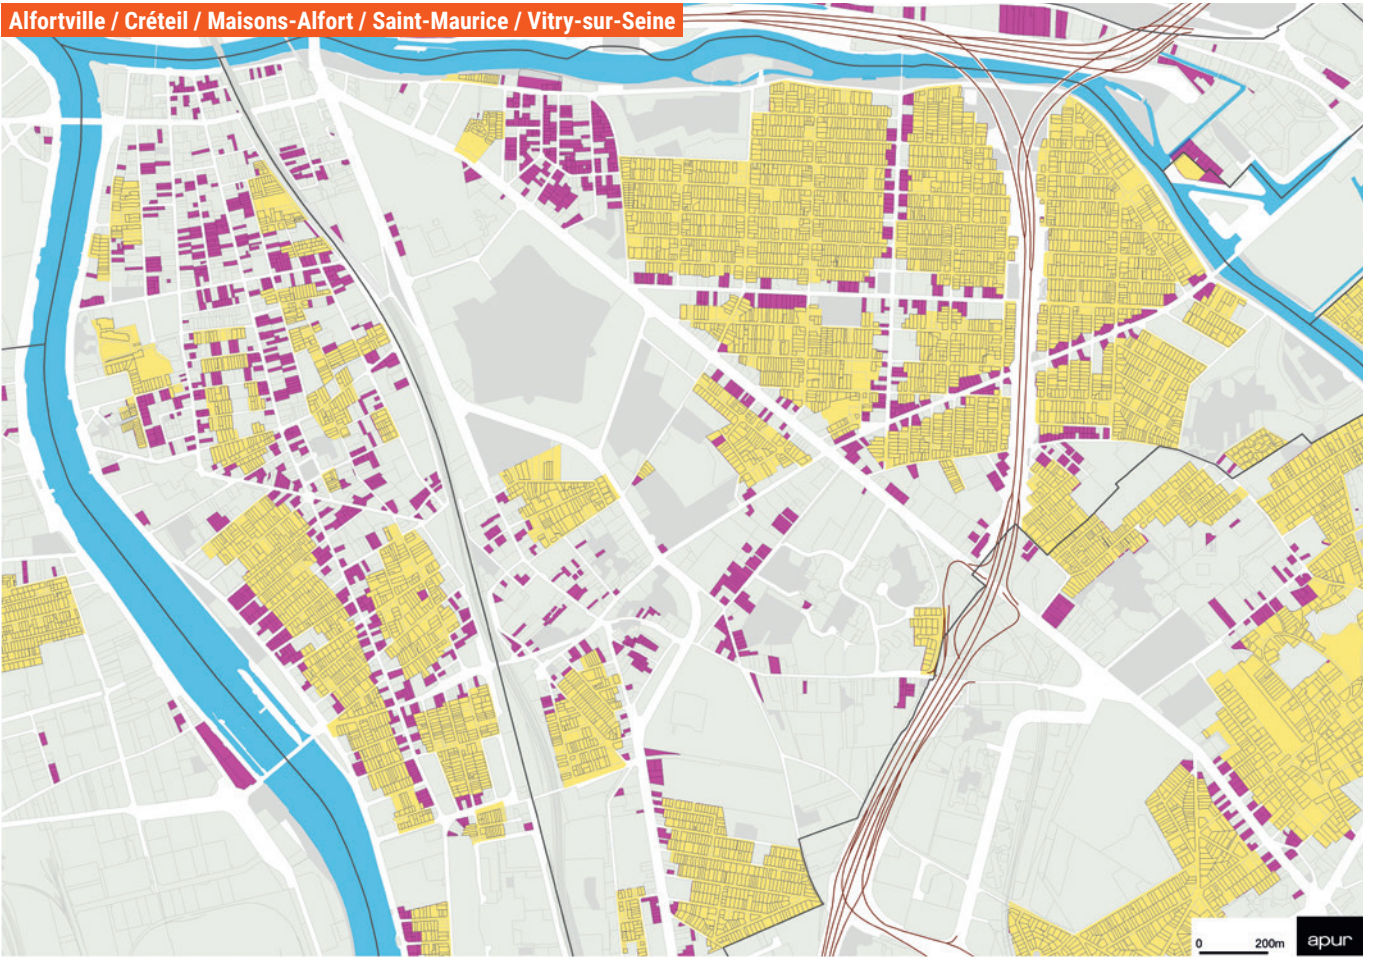 Alfortville / Créteil / Maisons-Alfort / Saint-Maurice / Vitry-sur-Seine
0 200m
apur